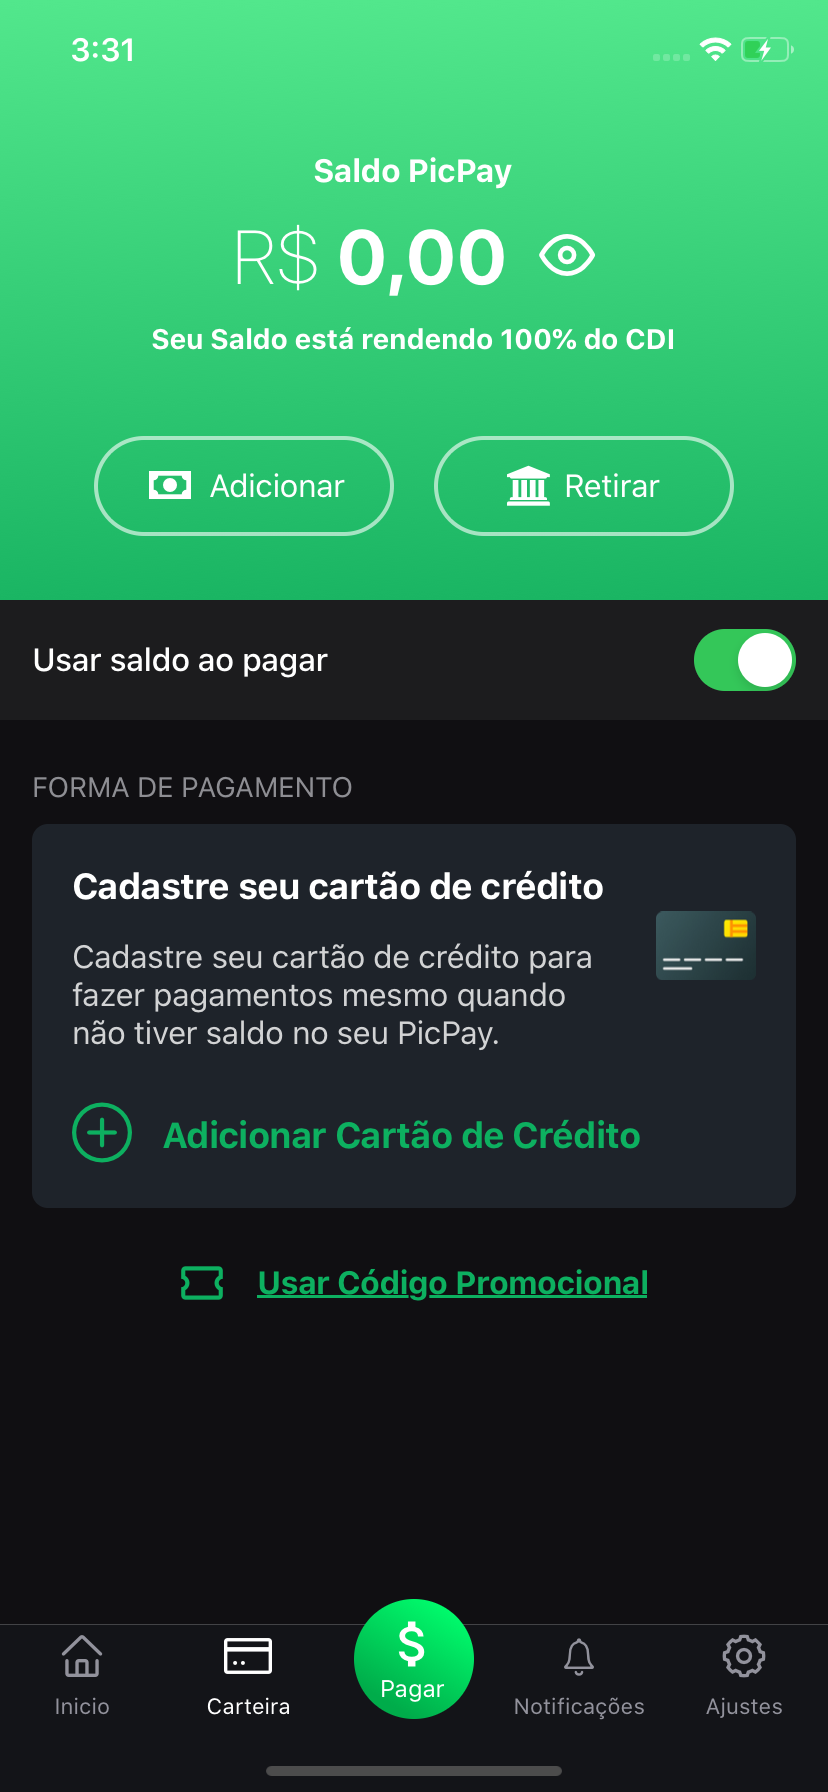 3:31
Saldo PicPay
R$ 0,00
Seu Saldo está rendendo 100% do CDI
Adicionar
Retirar
Usar saldo ao pagar
FORMA DE PAGAMENTO
Cadastre seu cartão de crédito
Cadastre seu cartão de crédito para
fazer pagamentos mesmo quando
não tiver saldo no seu PicPay.
Adicionar Cartão de Crédito
Usar Código Promocional
$
Inicio
Carteira
Pagar
Notificações
Ajustes